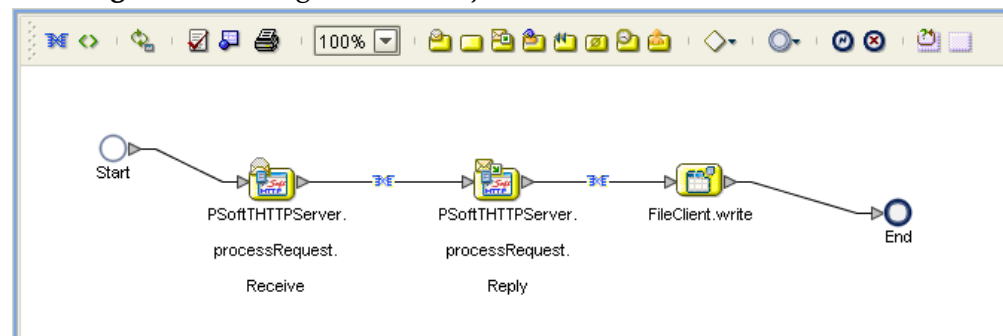 100%
Start
PSoftTHTTPServer.
processRequest.
Receive
PSoftTHTTPServer.
processRequest.
Reply
FileClient.write
End